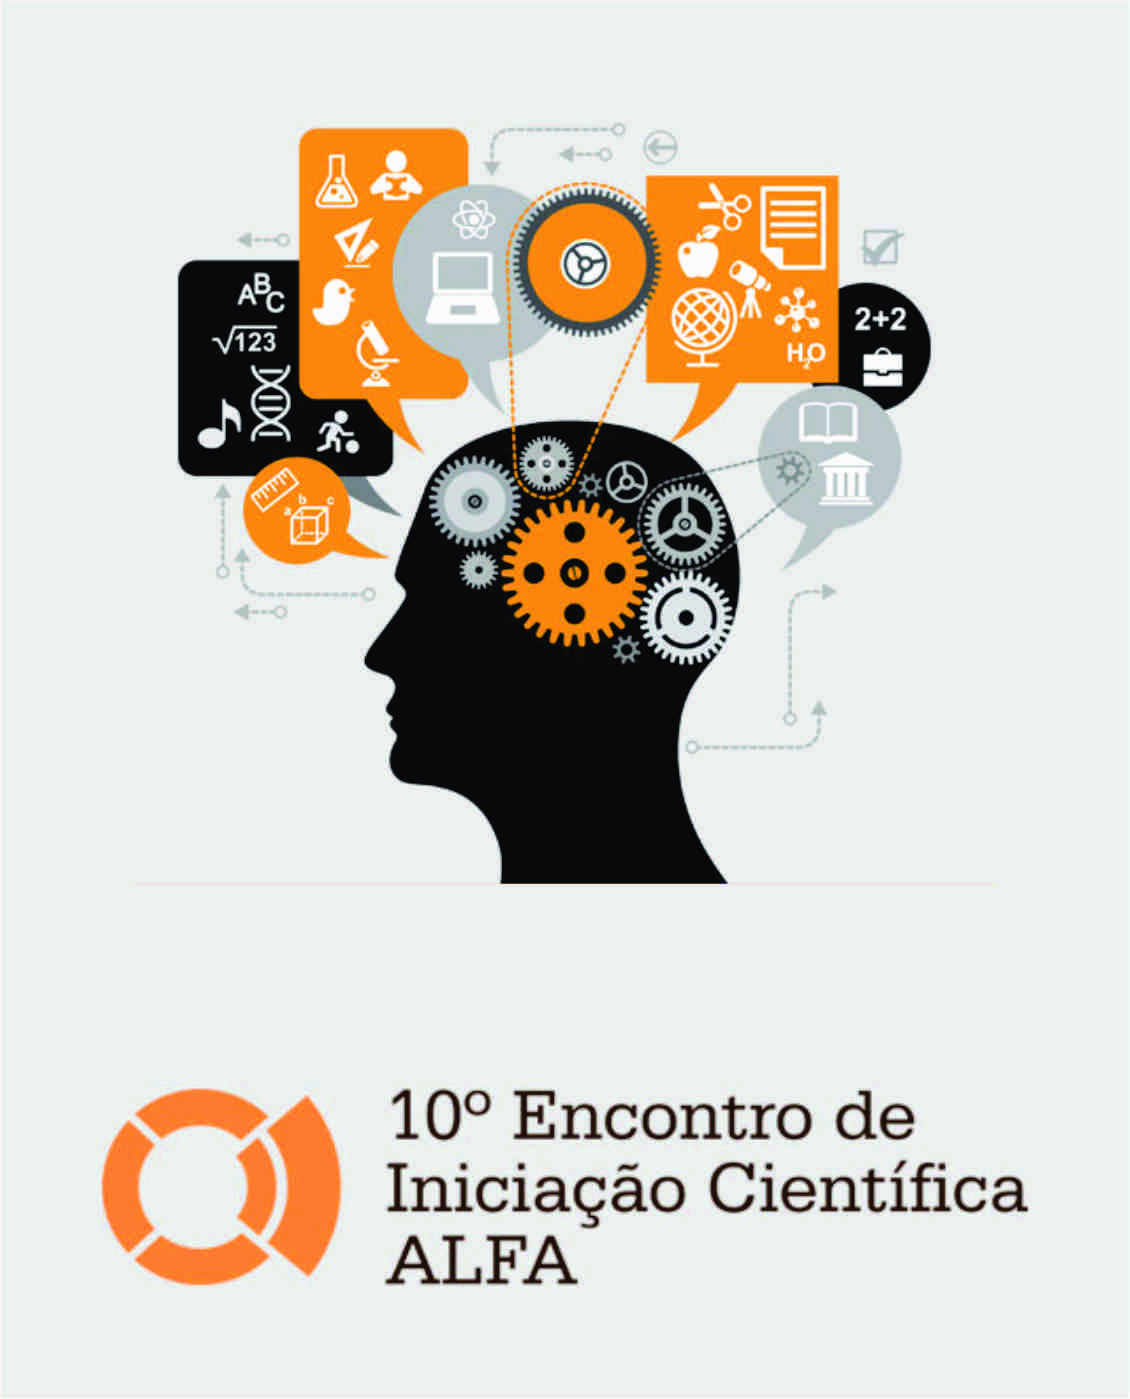 ABC
√123
a b c
H₂O
2+2
10º Encontro de
Iniciação Científica
ALFA